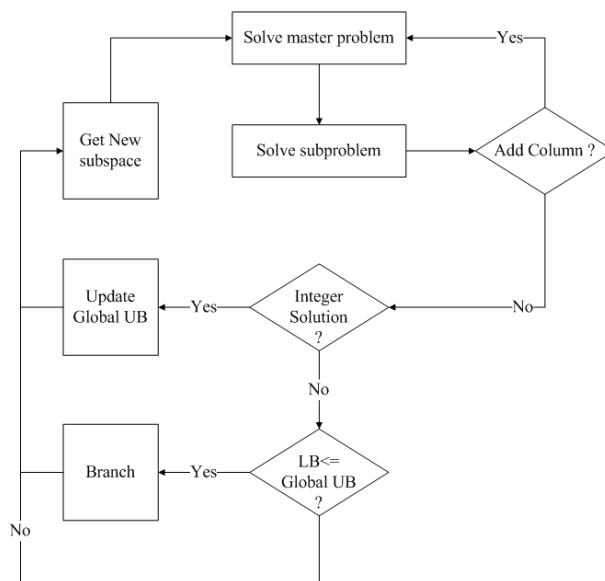 Solve master problem
Yes
Get New
subspace
Solve subproblem
Add Column ?
Update
Global UB
Yes
Integer
Solution
?
No
No
Branch
Yes
LB<=
Global UB
?
No